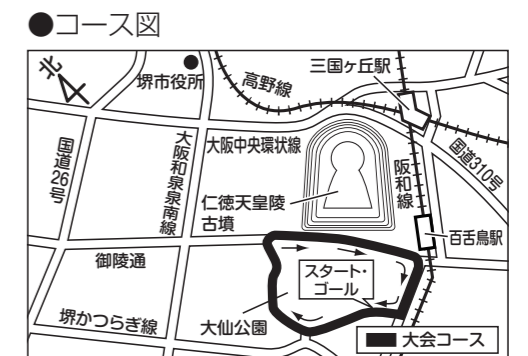 ●コース図
北
堺市役所
高野線
三国ヶ丘駅
国道26号
大阪和泉泉南線
大阪中央環状線
阪和線
国道310号
仁徳天皇陵
古墳
百舌鳥駅
御陵通
スタート・
ゴール
堺かつらぎ線
大仙公園
大会コース